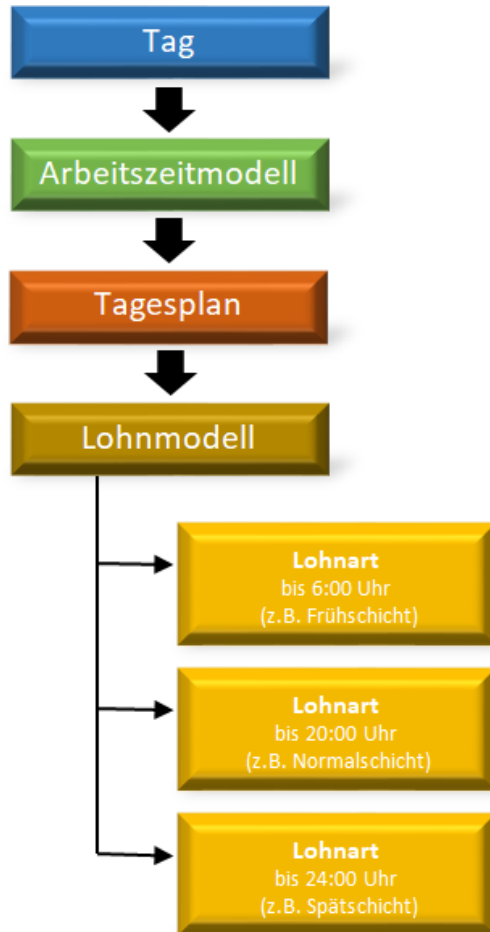 Tag
Arbeitszeitmodell
Tagesplan
Lohnmodell
Lohnart
bis 6:00 Uhr
(z.B. Frühschicht)
Lohnart
bis 20:00 Uhr
(z.B. Normalschicht)
Lohnart
bis 24:00 Uhr
(z.B. Spätschicht)